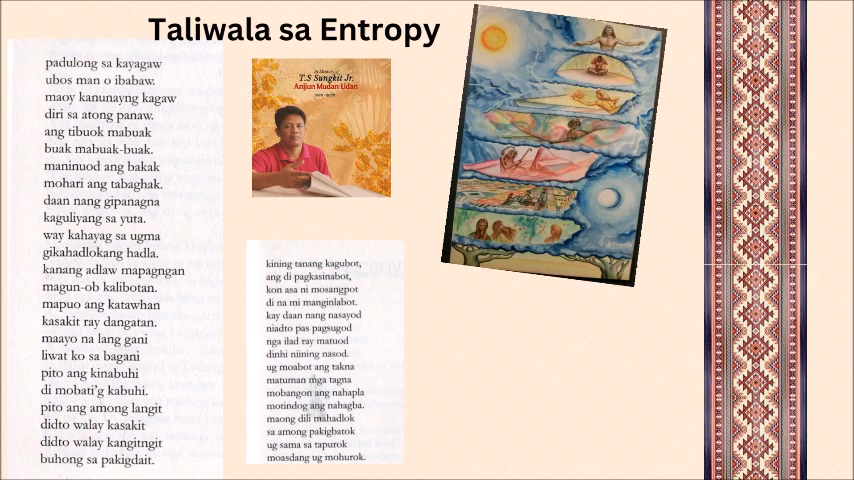 Taliwala sa Entropy
padulong sa kayagaw
ubos man o ibabaw.
maoy kanunayng kagaw
diri sa atong panaw.
ang tibuok mabuak
buak mabuak-buak.
maninuod ang bakak
mohari ang tabaghak.
daan nang gipanagna
kaguliyang sa yuta.
way kahayag sa ugma
gikahadlokang hadla.
kanang adlaw mapagngan
magun-ob kalibotan.
mapuo ang katawhan
kasakit ray dangatan.
maayo na lang gani
liwat ko sa bagani
pito ang kinabuhi
di mobati'g kabuhi.
pito ang among langit
didto walay kasakit
didto walay kangitngit
buhong sa pakigdait.
In Memory of
T.S Sungkit Jr.
Anjiun Mudan Udan
kining tanang kagubot,
ang di pagkasinabot,
kon asa ni mosangpot
di na mi manginlabot.
kay daan nang nasayod
niadto pas pagsugod
nga ilad ray matuod
dinhi niining nasod.
ug moabot ang takna
matuman mga tagna
mobangon ang nahapla
motindog ang nahagba.
maong dili mahadlok
sa among pakigbatok
ug sama sa tapurok
moasdang ug mohurok.